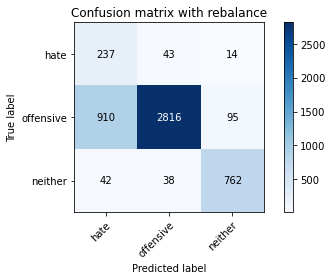 Confusion matrix with rebalance
True label
hate
offensive
neither
237 43 14
910 2816 95
42 38 762
hate
offensive
neither
Predicted label
2500
2000
1500
1000
500